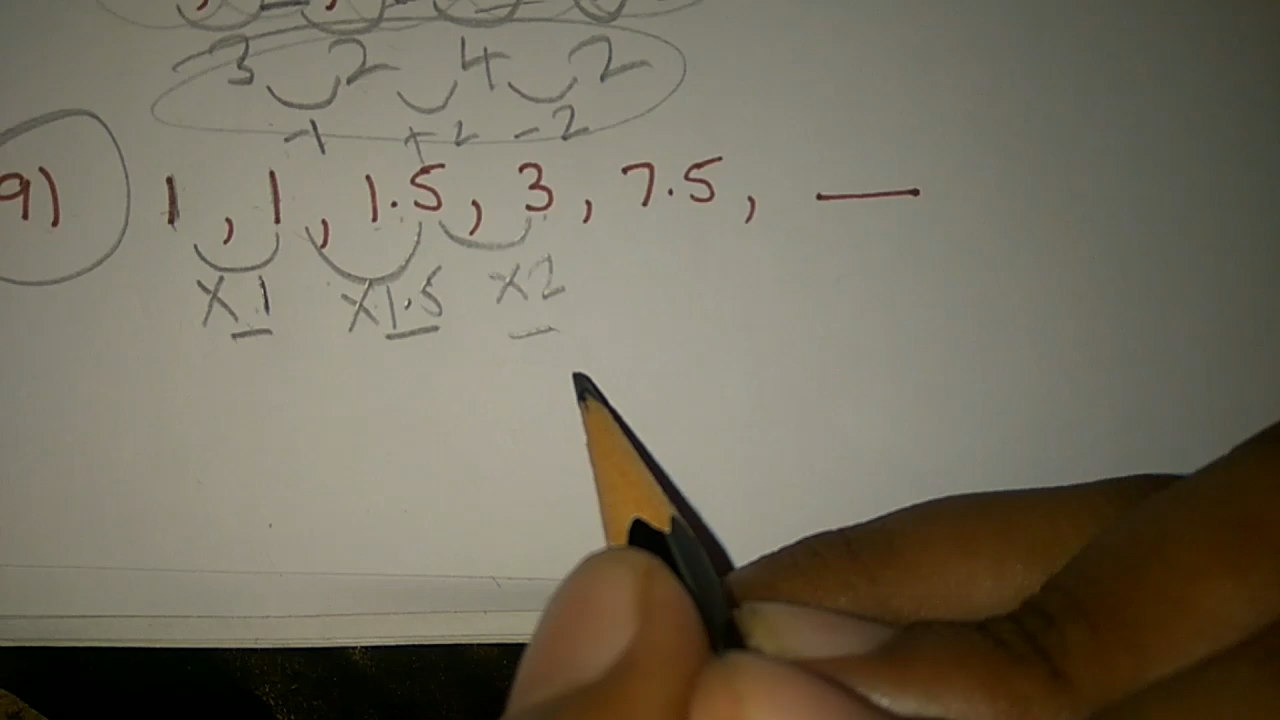 3 2 4 2
-1 +2 -2
9) 1, 1, 1.5, 3, 7.5, __
x1 x1.5 x2